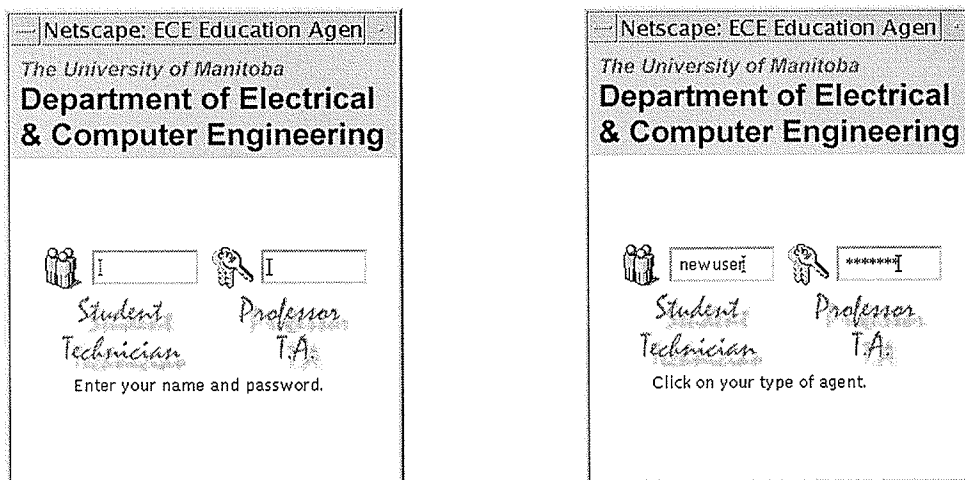 Netscape: ECE Education Agen
The University of Manitoba
Department of Electrical
& Computer Engineering
Student Professor
Technician T.A.
Enter your name and password.
Netscape: ECE Education Agen
The University of Manitoba
Department of Electrical
& Computer Engineering
newuser *******
Student Professor
Technician T.A.
Click on your type of agent.